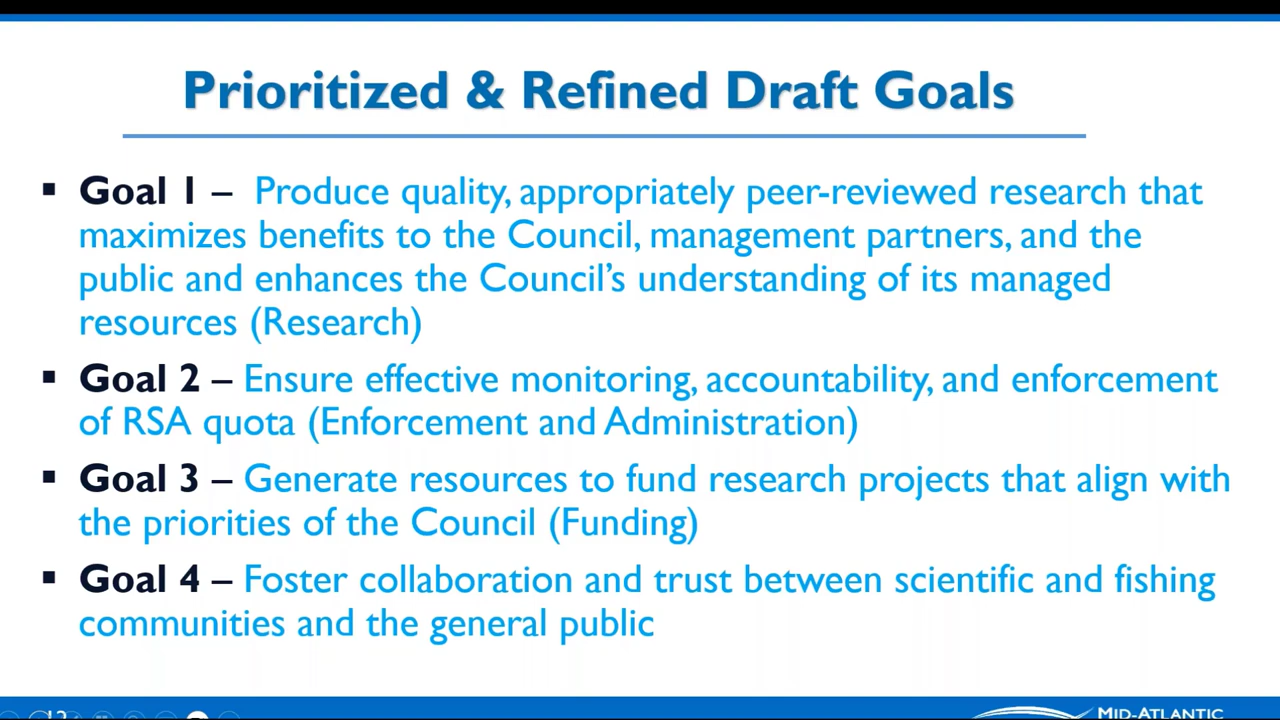 Prioritized & Refined Draft Goals
▪ Goal 1 – Produce quality, appropriately peer-reviewed research that
maximizes benefits to the Council, management partners, and the
public and enhances the Council’s understanding of its managed
resources (Research)
▪ Goal 2 – Ensure effective monitoring, accountability, and enforcement
of RSA quota (Enforcement and Administration)
▪ Goal 3 – Generate resources to fund research projects that align with
the priorities of the Council (Funding)
▪ Goal 4 – Foster collaboration and trust between scientific and fishing
communities and the general public
MID-ATLANTIC